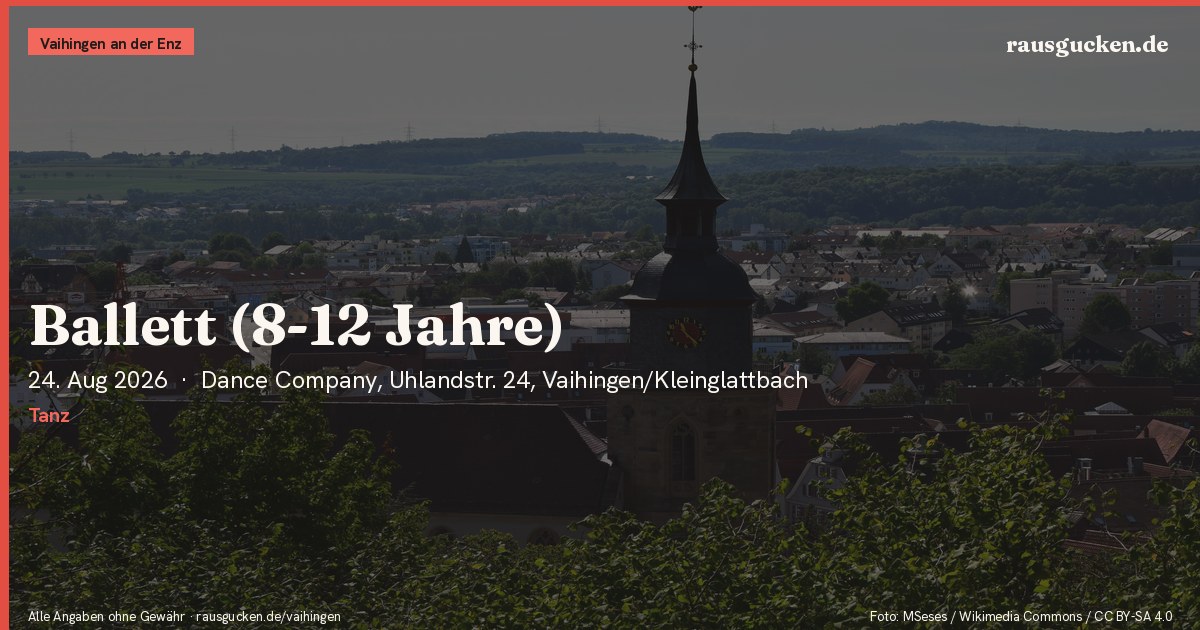 Vaihingen an der Enz
rausgucken.de
Ballett (8-12 Jahre)
24. Aug 2026 · Dance Company, Uhlandstr. 24, Vaihingen/Kleinglattbach
Tanz
Alle Angaben ohne Gewähr · rausgucken.de/vaihingen
Foto: MSeses / Wikimedia Commons / CC BY-SA 4.0